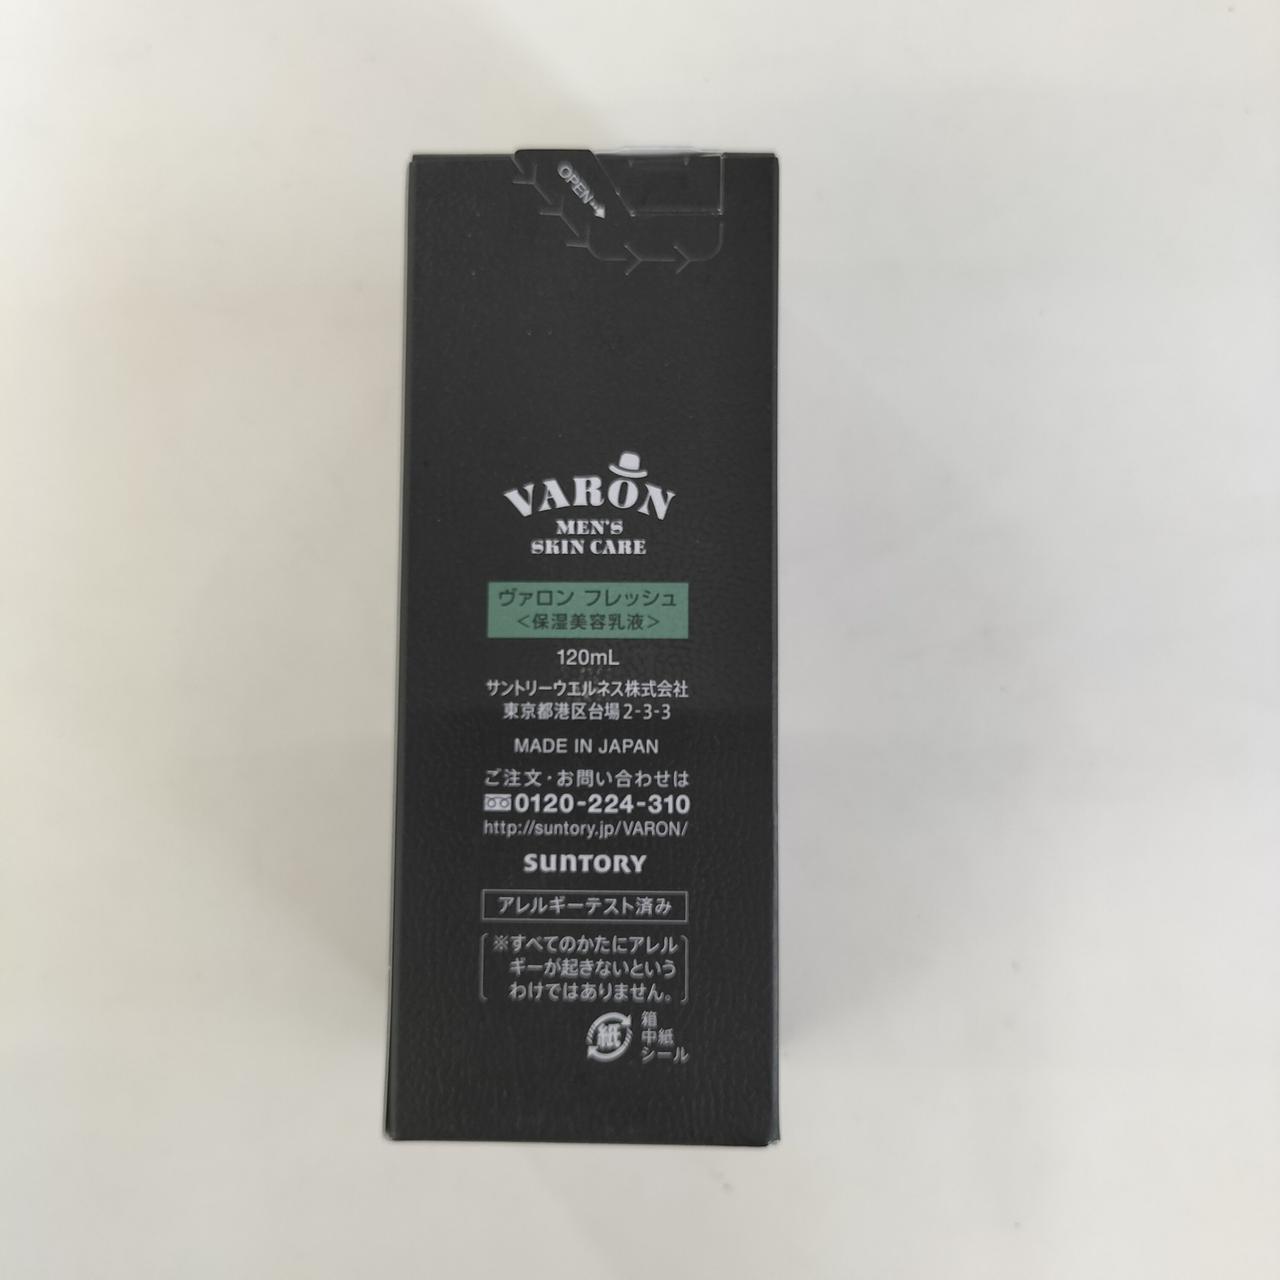 OPEN
VARON
MEN'S
SKIN CARE
ヴァロン フレッシュ
＜保湿美容乳液＞
120mL
サントリーウエルネス株式会社
東京都港区台場2-3-3
MADE IN JAPAN
ご注文・お問い合わせは
0120-224-310
http://suntory.jp/VARON/
SUNTORY
アレルギーテスト済み
※すべてのかたにアレル
ギーが起きないという
わけではありません。
紙
箱
中紙
シール